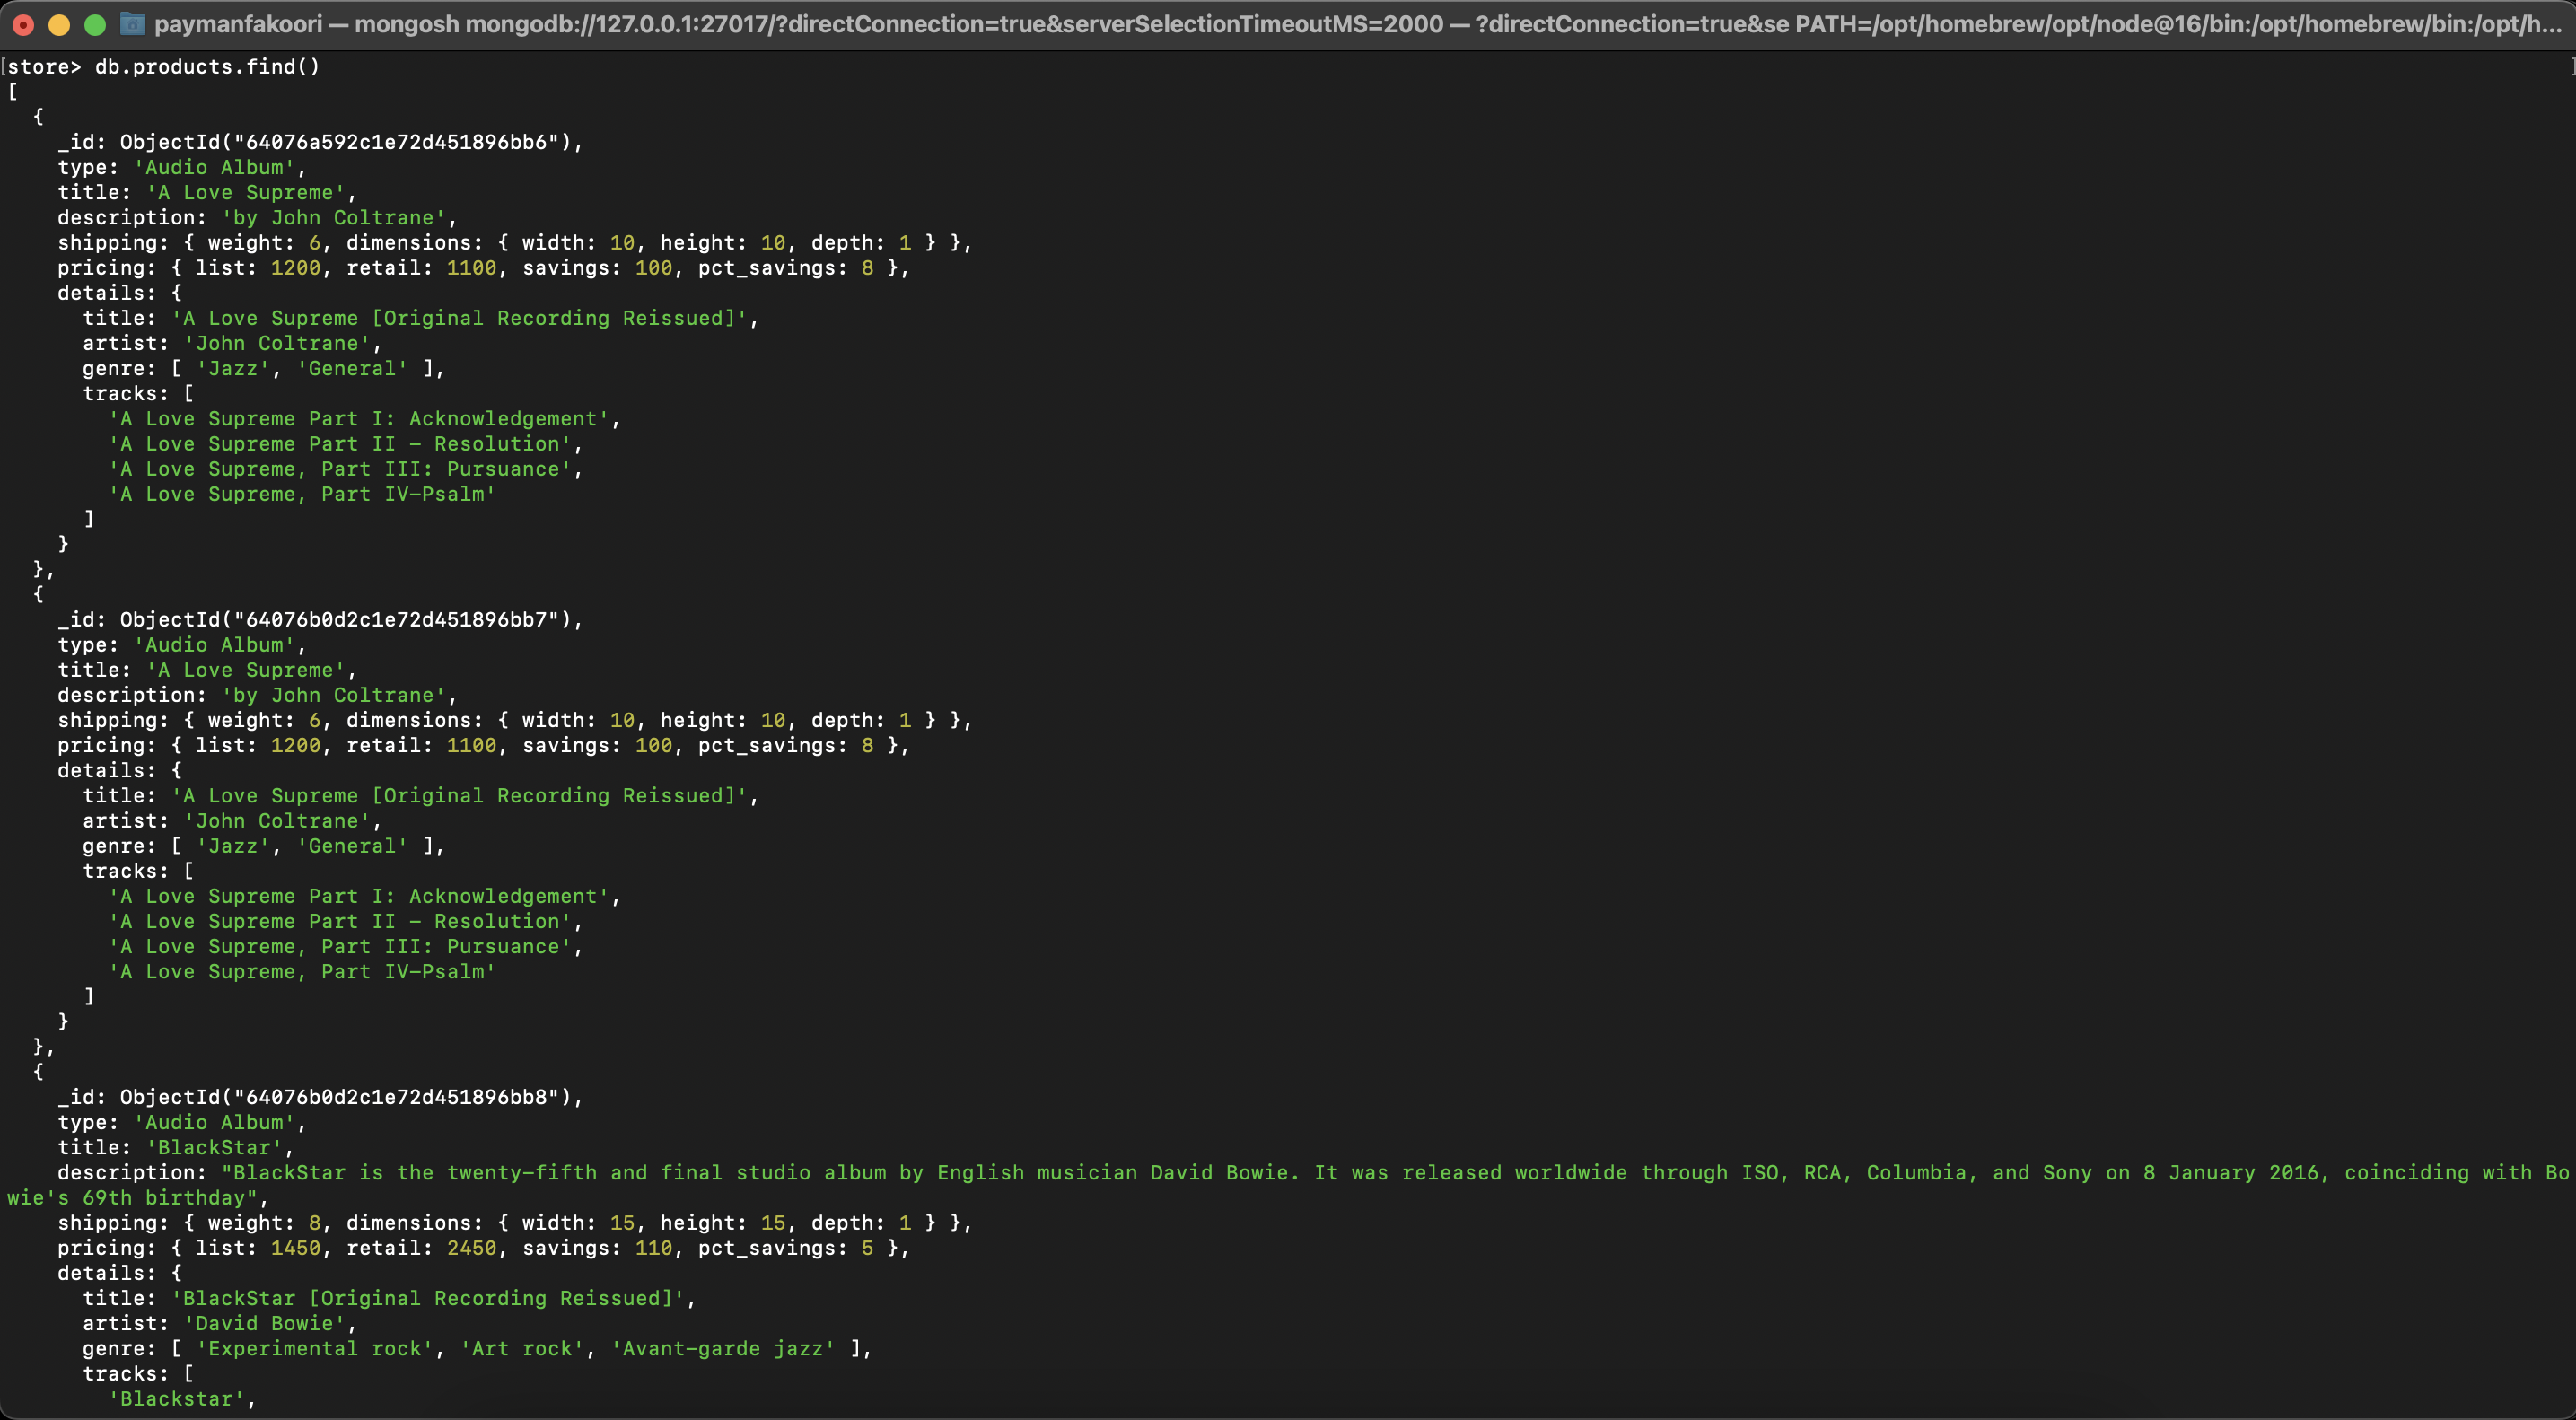 paymanfakoori — mongosh mongodb://127.0.0.1:27017/?directConnection=true&serverSelectionTimeoutMS=2000 — ?directConnection=true&se PATH=/opt/homebrew/opt/node@16/bin:/opt/homebrew/bin:/opt/h...
[store> db.products.find() ]
[
  {
    _id: ObjectId("64076a592c1e72d451896bb6"),
    type: 'Audio Album',
    title: 'A Love Supreme',
    description: 'by John Coltrane',
    shipping: { weight: 6, dimensions: { width: 10, height: 10, depth: 1 } },
    pricing: { list: 1200, retail: 1100, savings: 100, pct_savings: 8 },
    details: {
      title: 'A Love Supreme [Original Recording Reissued]',
      artist: 'John Coltrane',
      genre: [ 'Jazz', 'General' ],
      tracks: [
        'A Love Supreme Part I: Acknowledgement',
        'A Love Supreme Part II - Resolution',
        'A Love Supreme, Part III: Pursuance',
        'A Love Supreme, Part IV-Psalm'
      ]
    }
  },
  {
    _id: ObjectId("64076b0d2c1e72d451896bb7"),
    type: 'Audio Album',
    title: 'A Love Supreme',
    description: 'by John Coltrane',
    shipping: { weight: 6, dimensions: { width: 10, height: 10, depth: 1 } },
    pricing: { list: 1200, retail: 1100, savings: 100, pct_savings: 8 },
    details: {
      title: 'A Love Supreme [Original Recording Reissued]',
      artist: 'John Coltrane',
      genre: [ 'Jazz', 'General' ],
      tracks: [
        'A Love Supreme Part I: Acknowledgement',
        'A Love Supreme Part II - Resolution',
        'A Love Supreme, Part III: Pursuance',
        'A Love Supreme, Part IV-Psalm'
      ]
    }
  },
  {
    _id: ObjectId("64076b0d2c1e72d451896bb8"),
    type: 'Audio Album',
    title: 'BlackStar',
    description: "BlackStar is the twenty-fifth and final studio album by English musician David Bowie. It was released worldwide through ISO, RCA, Columbia, and Sony on 8 January 2016, coinciding with Bo
wie's 69th birthday",
    shipping: { weight: 8, dimensions: { width: 15, height: 15, depth: 1 } },
    pricing: { list: 1450, retail: 2450, savings: 110, pct_savings: 5 },
    details: {
      title: 'BlackStar [Original Recording Reissued]',
      artist: 'David Bowie',
      genre: [ 'Experimental rock', 'Art rock', 'Avant-garde jazz' ],
      tracks: [
        'Blackstar',